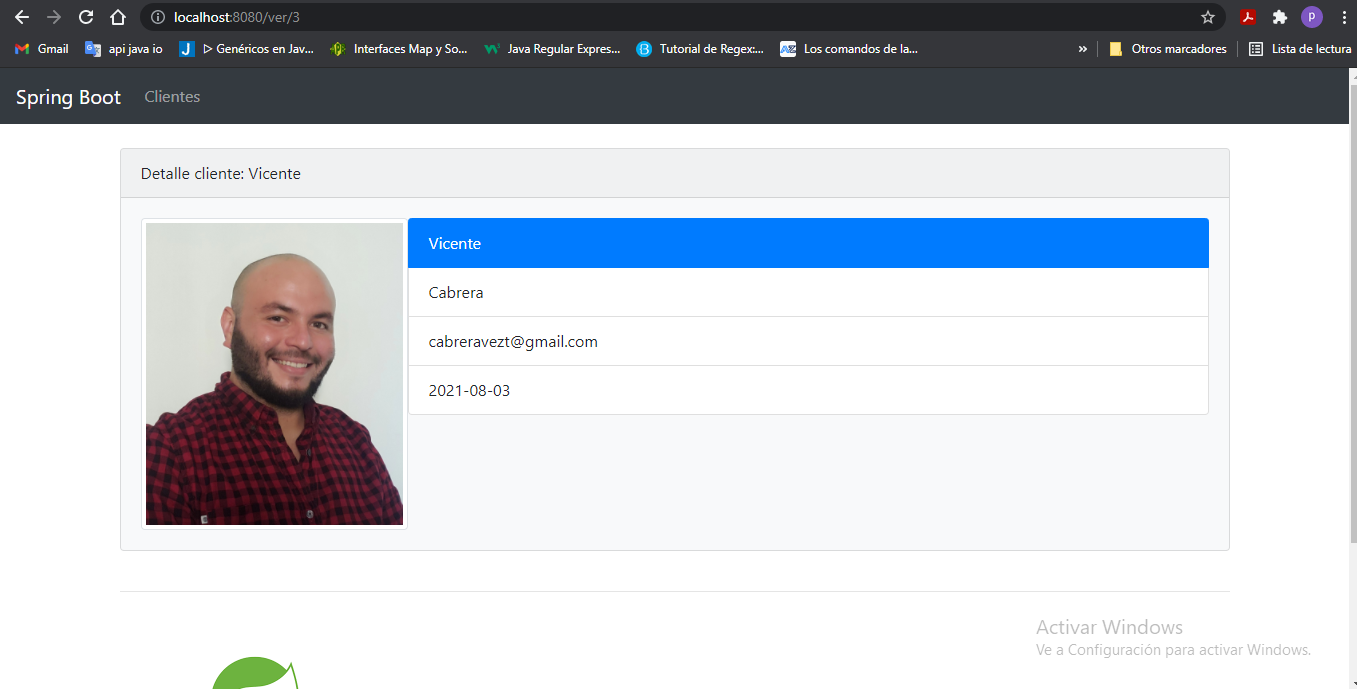 localhost:8080/ver/3
Gmail api java io ᐅ Genéricos en Jav... Interfaces Map y So... Java Regular Expres... Tutorial de Regex:... Los comandos de la... » Otros marcadores Lista de lectura
Spring Boot Clientes
Detalle cliente: Vicente
Vicente
Cabrera
cabreravezt@gmail.com
2021-08-03
Activar Windows
Ve a Configuración para activar Windows.